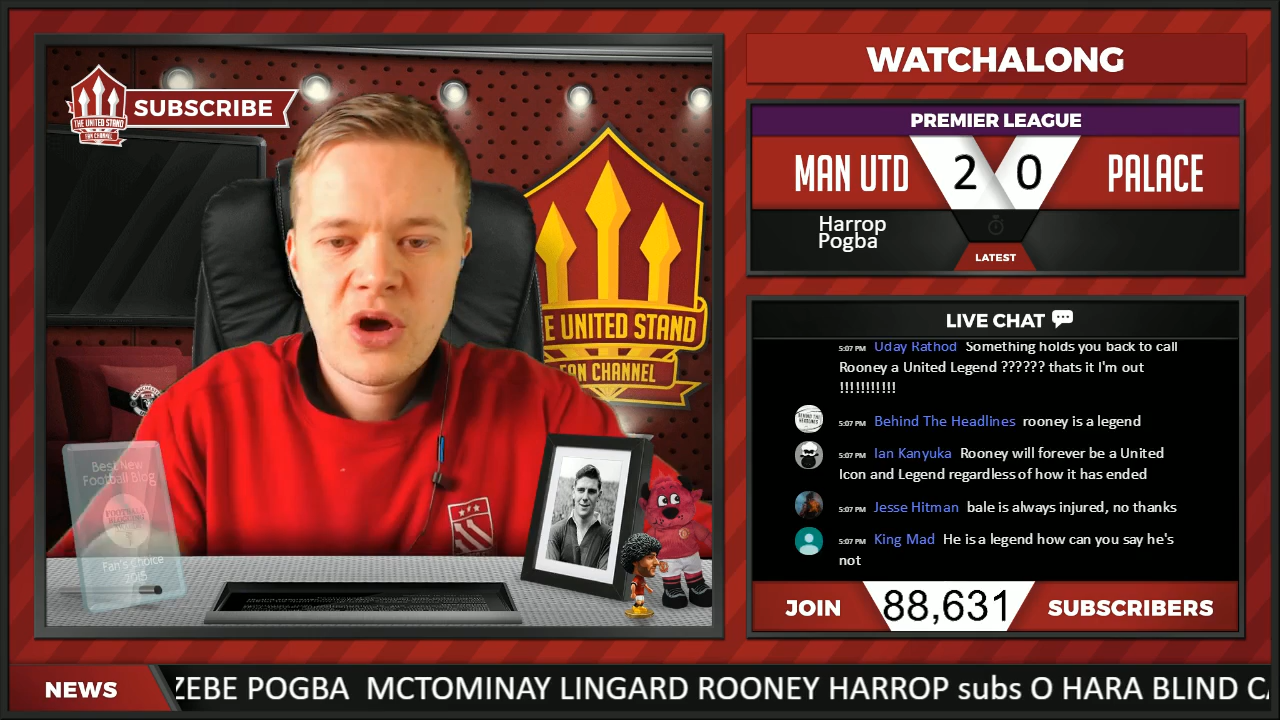 SUBSCRIBE
THE UNITED STAND
FAN CHANNEL
E UNITED STAND
FAN CHANNEL
Best New
Football Blog
Fan's Choice
2015
WATCHALONG
PREMIER LEAGUE
MAN UTD 2 0 PALACE
Harrop
Pogba
LATEST
LIVE CHAT
5:07 PM Uday Rathod Something holds you back to call
Rooney a United Legend ?????? thats it I'm out
!!!!!!!!!!!
5:07 PM Behind The Headlines rooney is a legend
5:07 PM Ian Kanyuka Rooney will forever be a United
Icon and Legend regardless of how it has ended
5:07 PM Jesse Hitman bale is always injured, no thanks
5:07 PM King Mad He is a legend how can you say he's
not
JOIN 88,631 SUBSCRIBERS
NEWS ZEBE POGBA MCTOMINAY LINGARD ROONEY HARROP subs O HARA BLIND CA